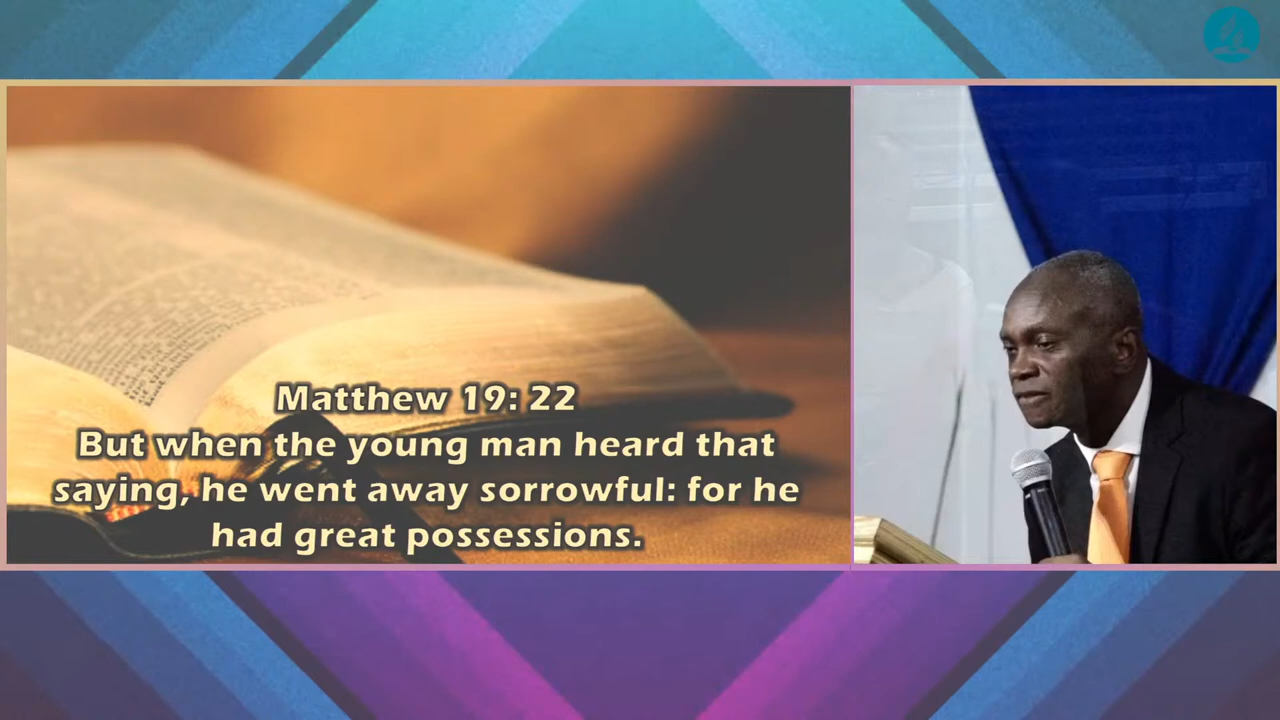 Matthew 19: 22
But when the young man heard that
saying, he went away sorrowful: for he
had great possessions.